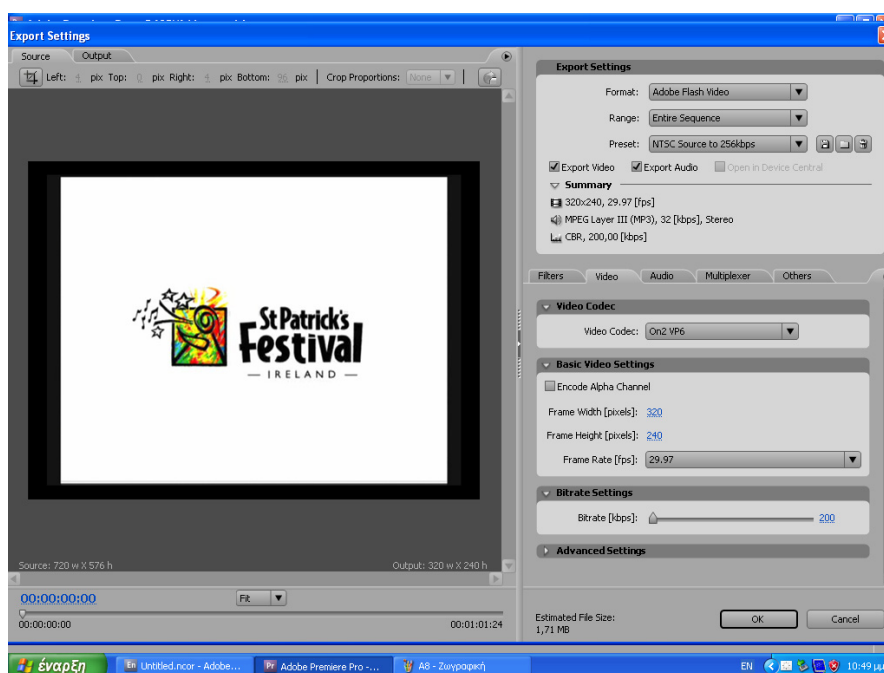 Export Settings
Source Output
Left: 4 pix Top: 0 pix Right: 4 pix Bottom: 96 pix Crop Proportions: None
St Patrick's
Festival
IRELAND
Source: 720 w X 576 h Output: 320 w X 240 h
00:00:00:00 Fit
00:00:00:00 00:01:01:24
Export Settings
Format: Adobe Flash Video
Range: Entire Sequence
Preset: NTSC Source to 256kbps
Export Video Export Audio Open in Device Central
Summary
320x240, 29.97 [fps]
MPEG Layer III (MP3), 32 [kbps], Stereo
CBR, 200,00 [kbps]
Filters Video Audio Multiplexer Others
Video Codec
Video Codec: On2 VP6
Basic Video Settings
Encode Alpha Channel
Frame Width [pixels]: 320
Frame Height [pixels]: 240
Frame Rate [fps]: 29.97
Bitrate Settings
Bitrate [kbps]: 200
Advanced Settings
Estimated File Size:
1,71 MB
OK Cancel
έναρξη En Untitled.ncor - Adobe... Pr Adobe Premiere Pro -... A8 - Ζωγραφική EN 10:49 μμ